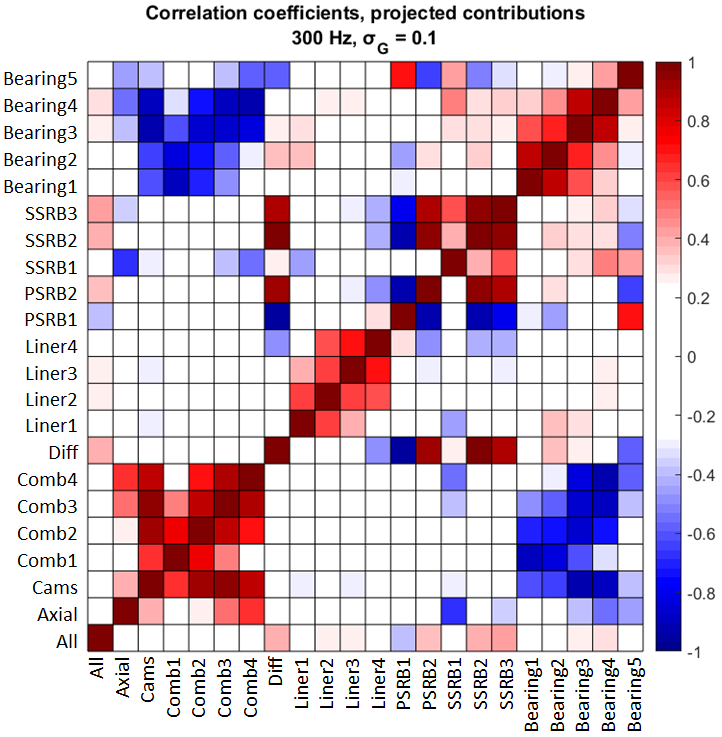 Correlation coefficients, projected contributions
300 Hz, σG = 0.1
Bearing5
Bearing4
Bearing3
Bearing2
Bearing1
SSRB3
SSRB2
SSRB1
PSRB2
PSRB1
Liner4
Liner3
Liner2
Liner1
Diff
Comb4
Comb3
Comb2
Comb1
Cams
Axial
All
All
Axial
Cams
Comb1
Comb2
Comb3
Comb4
Diff
Liner1
Liner2
Liner3
Liner4
PSRB1
PSRB2
SSRB1
SSRB2
SSRB3
Bearing1
Bearing2
Bearing3
Bearing4
Bearing5
1
0.8
0.6
0.4
0.2
0
-0.2
-0.4
-0.6
-0.8
-1